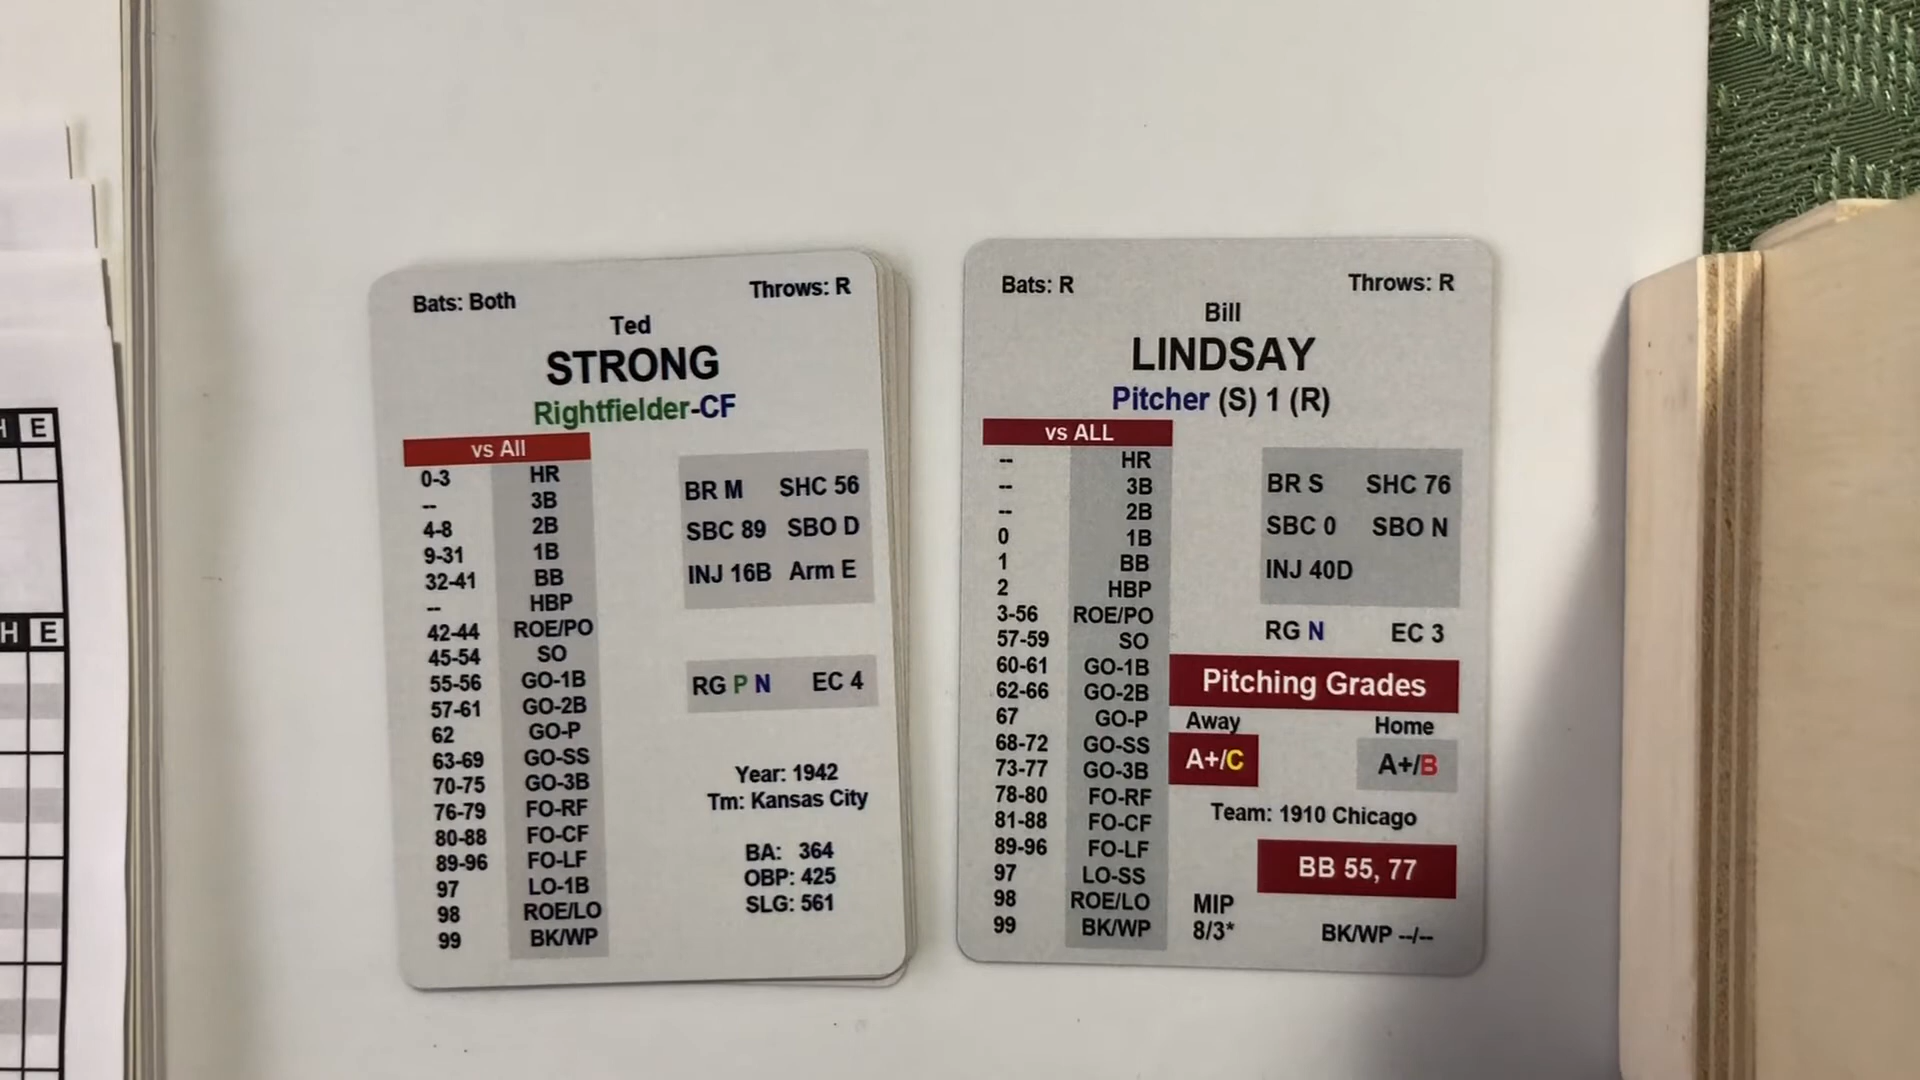 H E
H E
Bats: Both Throws: R
Ted
STRONG
Rightfielder-CF
vs All
0-3 HR
-- 3B
4-8 2B
9-31 1B
32-41 BB
-- HBP
42-44 ROE/PO
45-54 SO
55-56 GO-1B
57-61 GO-2B
62 GO-P
63-69 GO-SS
70-75 GO-3B
76-79 FO-RF
80-88 FO-CF
89-96 FO-LF
97 LO-1B
98 ROE/LO
99 BK/WP
BR M SHC 56
SBC 89 SBO D
INJ 16B Arm E
RG P N EC 4
Year: 1942
Tm: Kansas City
BA: 364
OBP: 425
SLG: 561
Bats: R Throws: R
Bill
LINDSAY
Pitcher (S) 1 (R)
vs ALL
-- HR
-- 3B
-- 2B
0 1B
1 BB
2 HBP
3-56 ROE/PO
57-59 SO
60-61 GO-1B
62-66 GO-2B
67 GO-P
68-72 GO-SS
73-77 GO-3B
78-80 FO-RF
81-88 FO-CF
89-96 FO-LF
97 LO-SS
98 ROE/LO
99 BK/WP
BR S SHC 76
SBC 0 SBO N
INJ 40D
RG N EC 3
Pitching Grades
Away Home
A+/C A+/B
Team: 1910 Chicago
BB 55, 77
MIP
8/3* BK/WP --/--